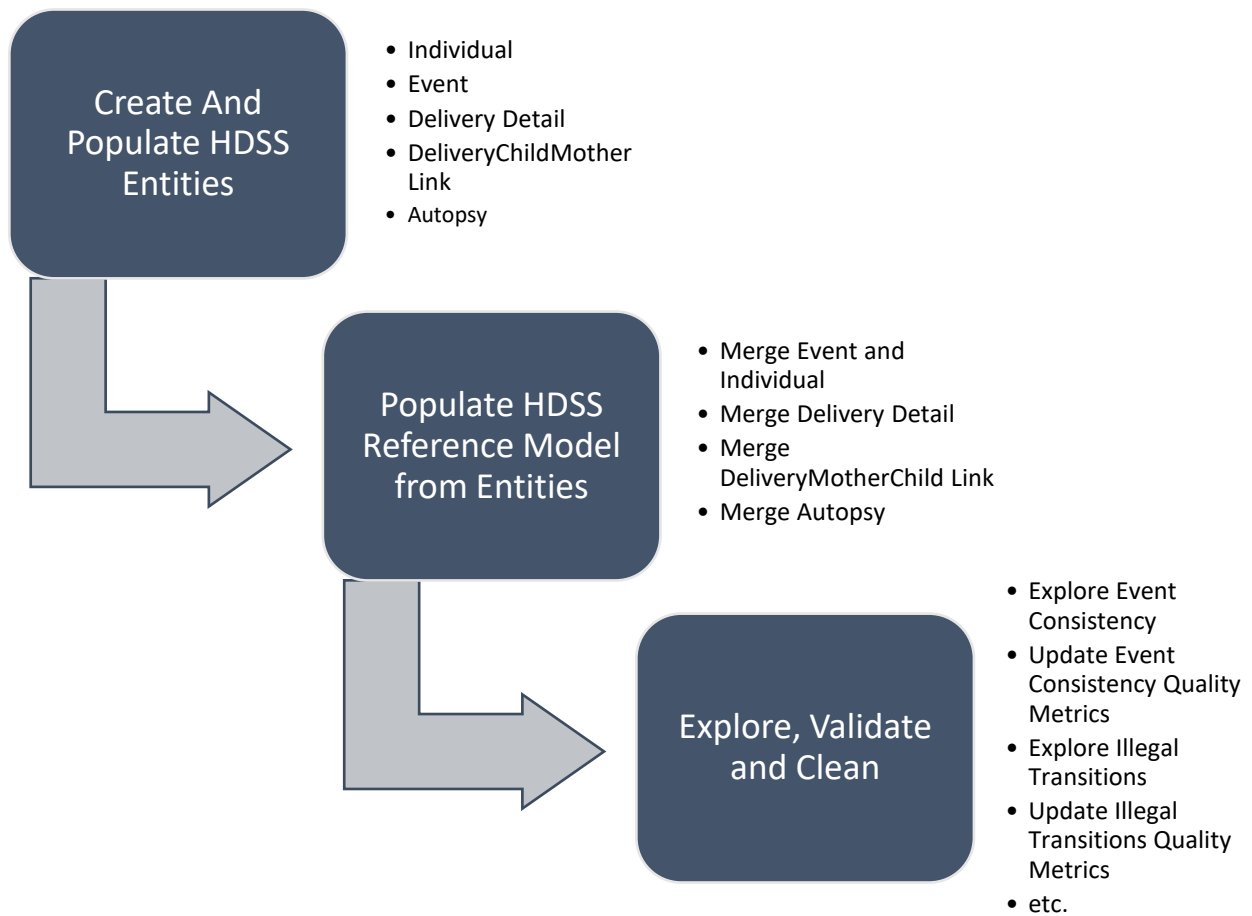 Create And
Populate HDSS
Entities
• Individual
• Event
• Delivery Detail
• DeliveryChildMother
Link
• Autopsy
Populate HDSS
Reference Model
from Entities
• Merge Event and
Individual
• Merge Delivery Detail
• Merge
DeliveryMotherChild Link
• Merge Autopsy
Explore, Validate
and Clean
• Explore Event
Consistency
• Update Event
Consistency Quality
Metrics
• Explore Illegal
Transitions
• Update Illegal
Transitions Quality
Metrics
• etc.